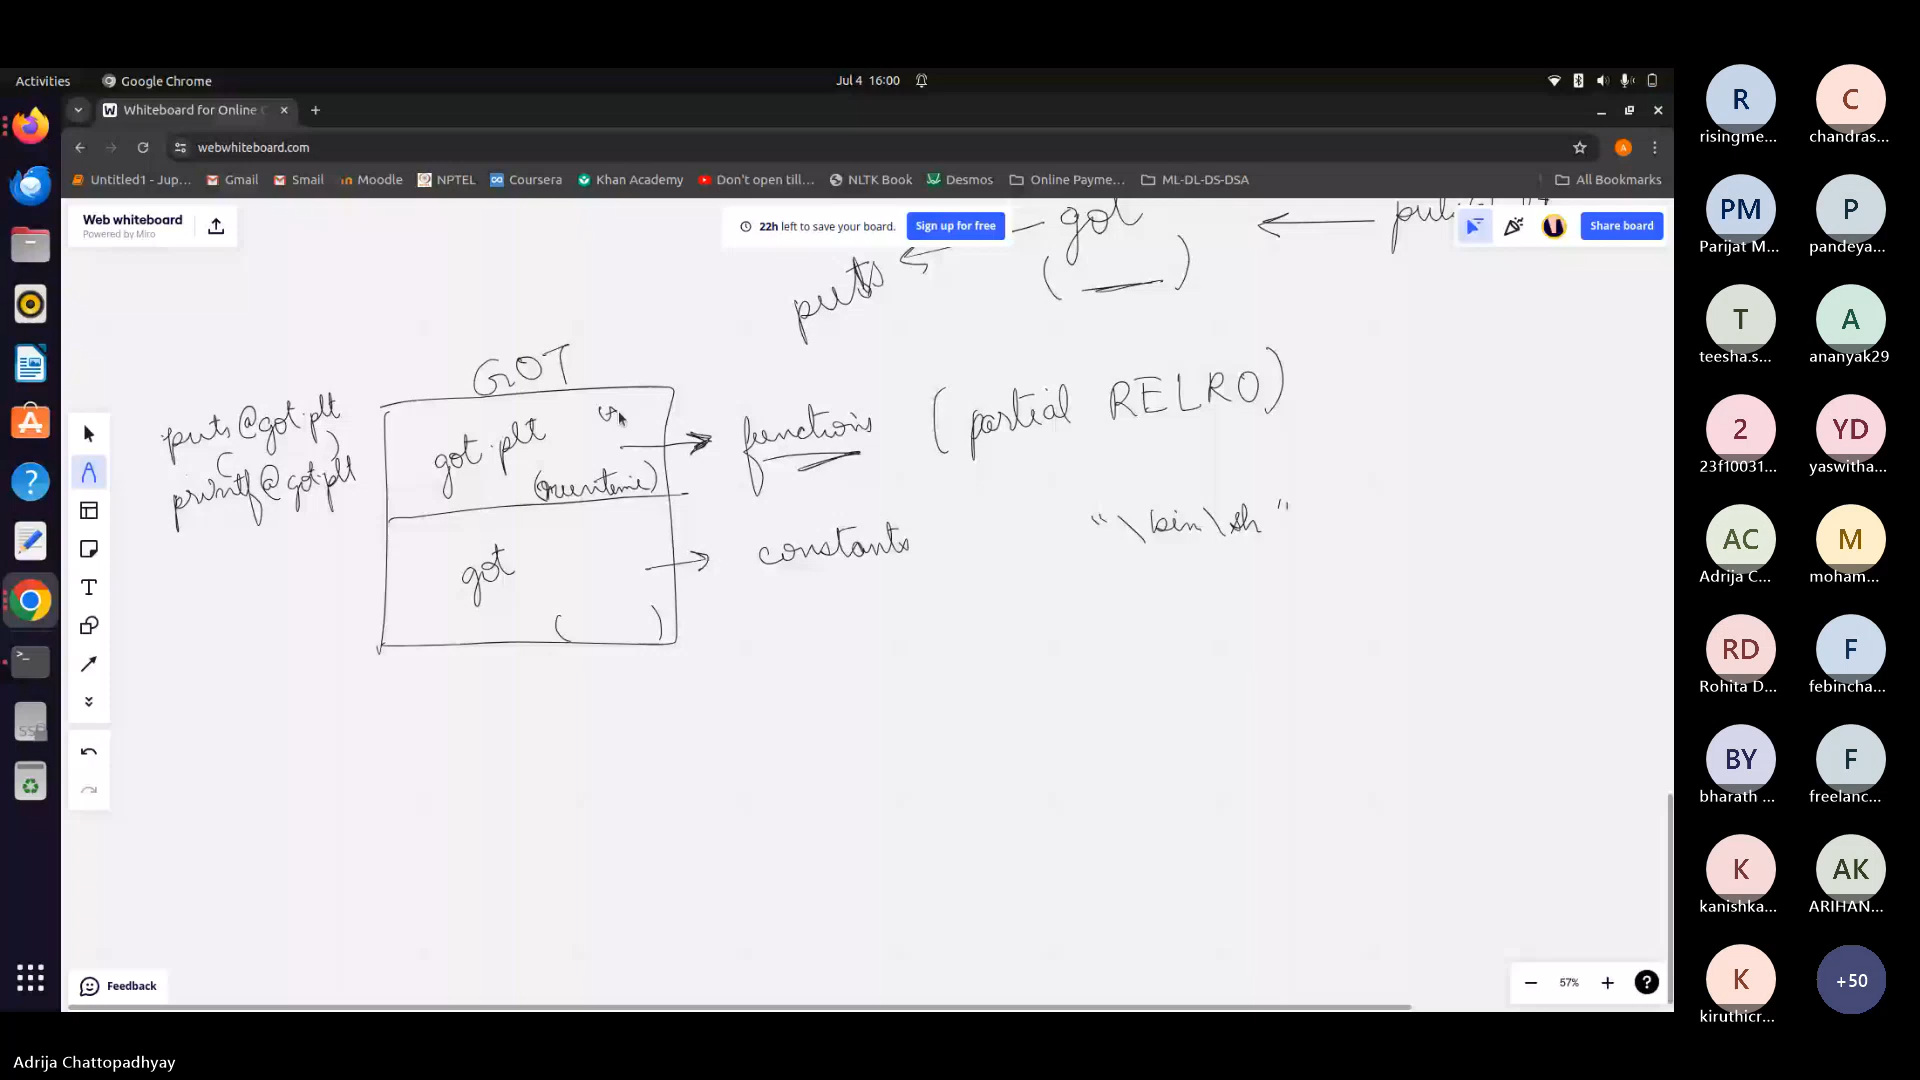 Activities
Google Chrome
Jul 4 16:00
Whiteboard for Online C
webwhiteboard.com
Untitled1 - Jup...
Gmail
Smail
Moodle
NPTEL
Coursera
Khan Academy
Don't open till...
NLTK Book
Desmos
Online Payme...
ML-DL-DS-DSA
All Bookmarks
Web whiteboard
Powered by Miro
22h left to save your board.
Sign up for free
Share board
got
puts
GOT
puts@got.plt
printf@got.plt
got.plt
(runtime)
functions (partial RELRO)
got
constants
"\bin\sh"
Feedback
57%
R
risingme...
C
chandras...
PM
Parijat M...
P
pandeya...
T
teesha.s...
A
ananyak29
2
23f10031...
YD
yaswitha...
AC
Adrija C...
M
moham...
RD
Rohita D...
F
febincha...
BY
bharath ...
F
freelanc...
K
kanishka...
AK
ARIHAN...
K
kiruthicr...
+50
Adrija Chattopadhyay